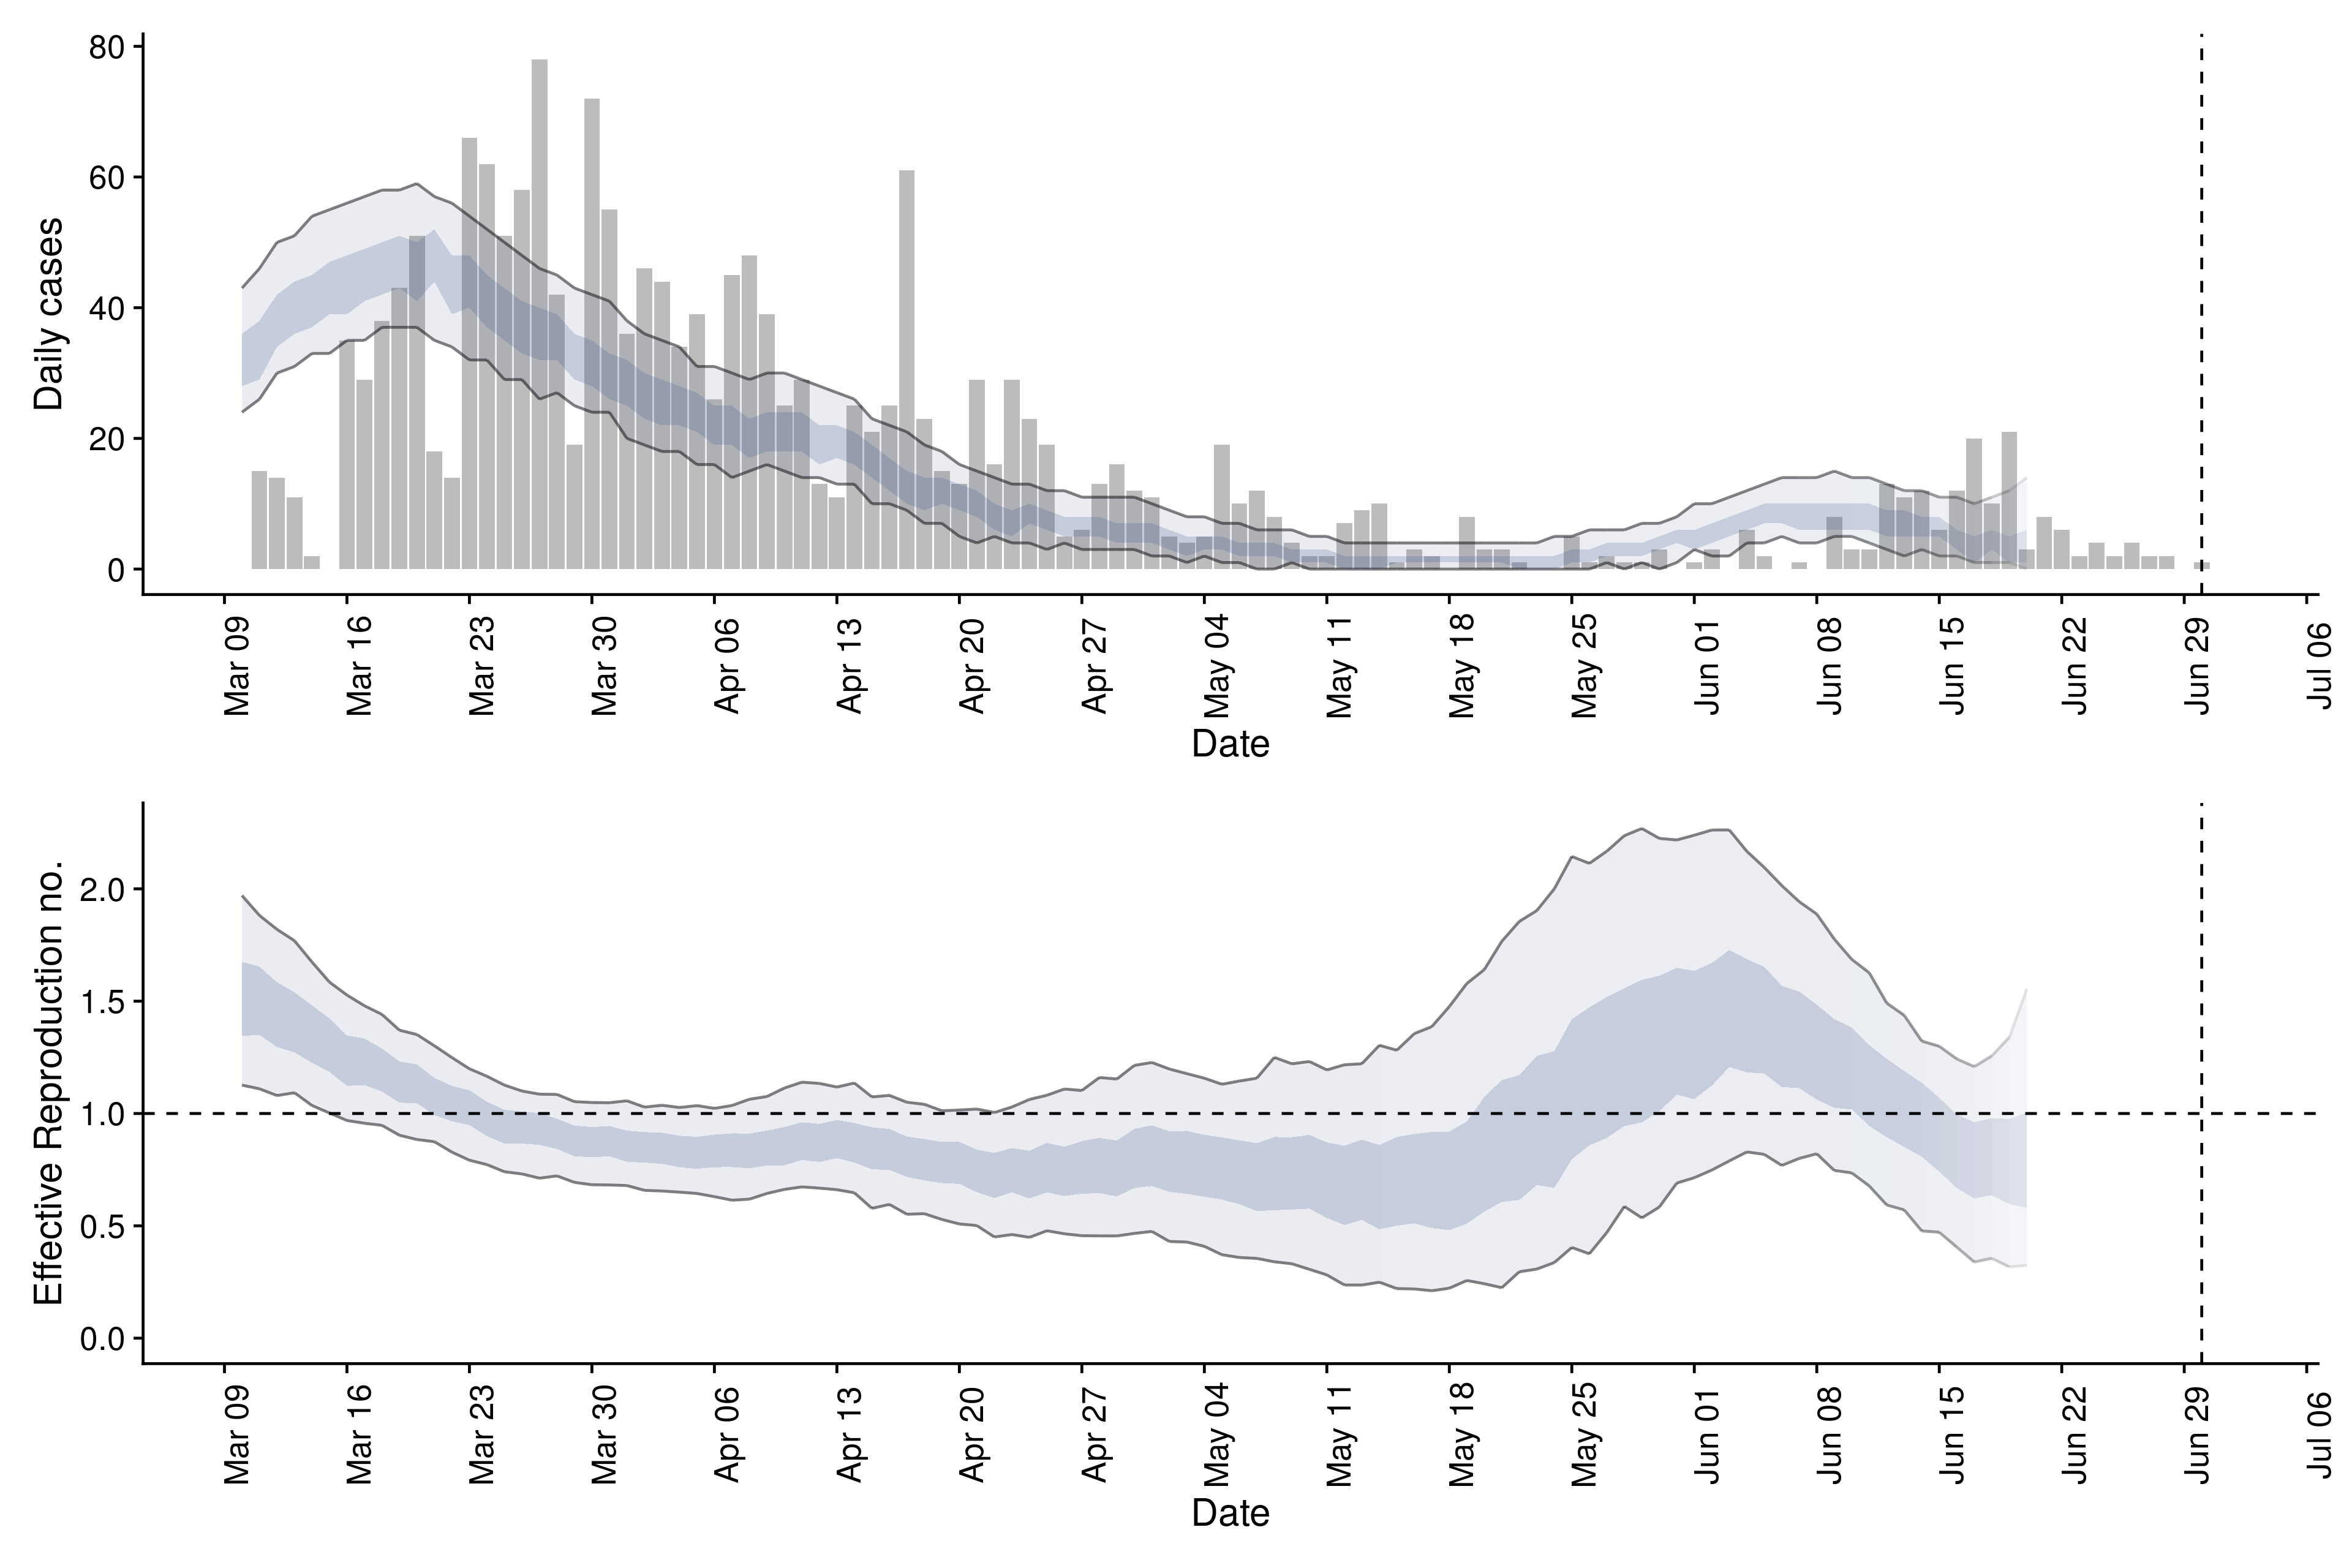 Daily cases
80
60
40
20
0
Mar 09
Mar 16
Mar 23
Mar 30
Apr 06
Apr 13
Apr 20
Apr 27
May 04
May 11
May 18
May 25
Jun 01
Jun 08
Jun 15
Jun 22
Jun 29
Jul 06
Date
Effective Reproduction no.
2.0
1.5
1.0
0.5
0.0
Mar 09
Mar 16
Mar 23
Mar 30
Apr 06
Apr 13
Apr 20
Apr 27
May 04
May 11
May 18
May 25
Jun 01
Jun 08
Jun 15
Jun 22
Jun 29
Jul 06
Date